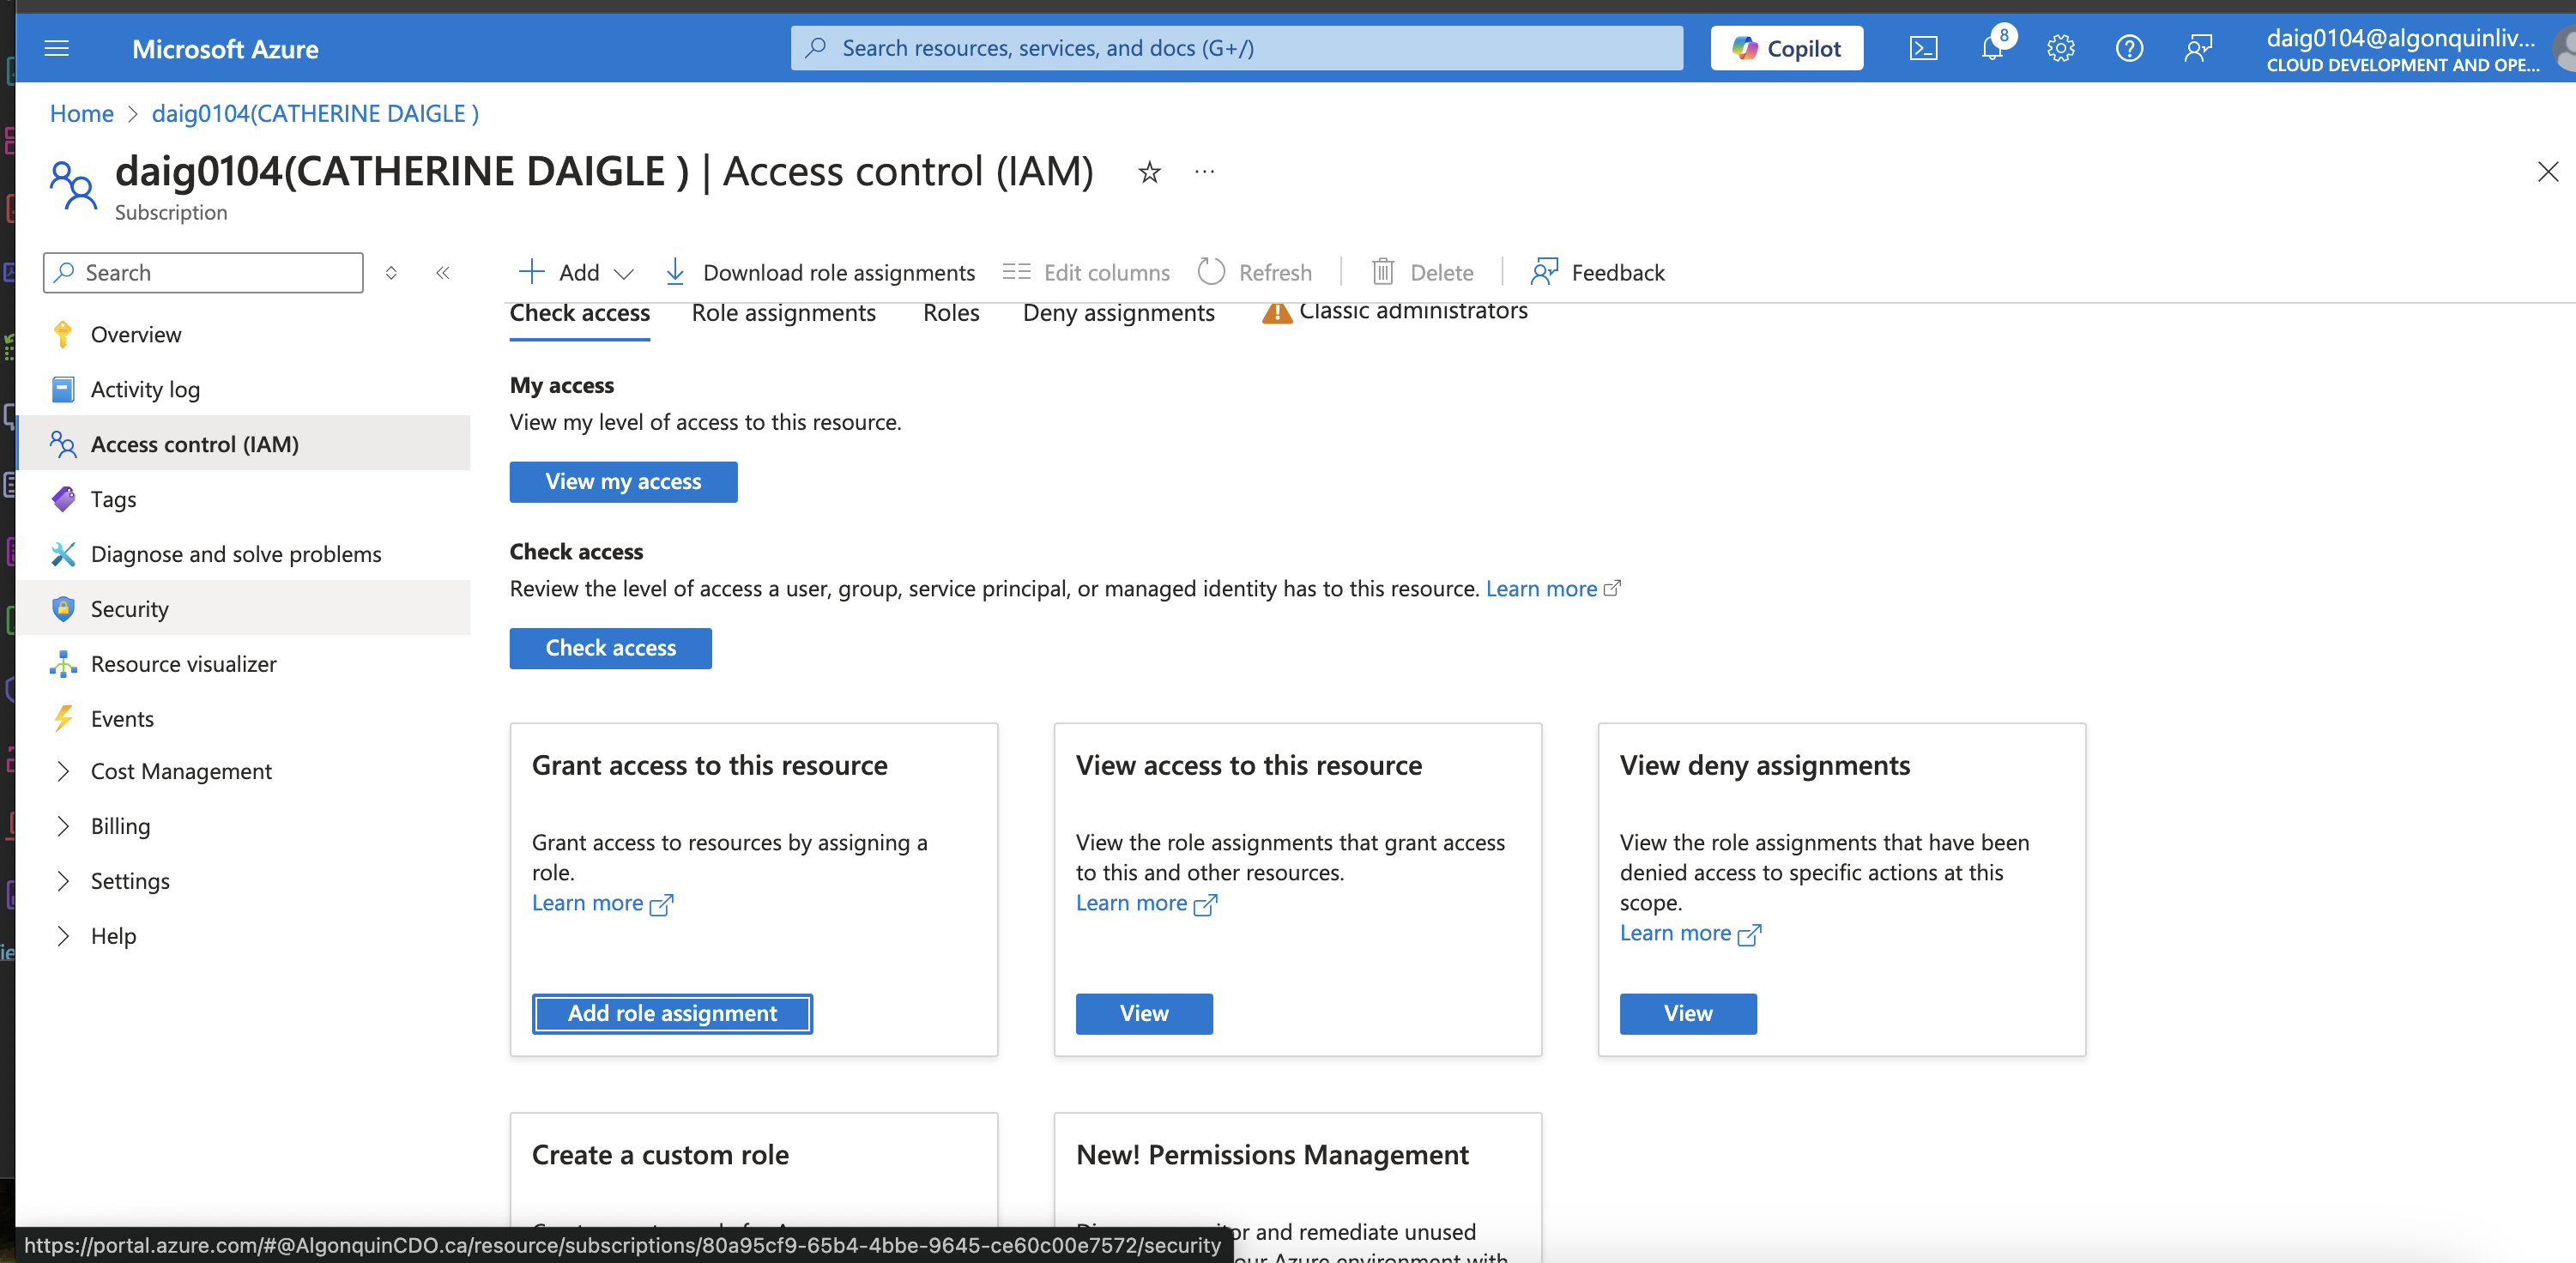 Microsoft Azure
Search resources, services, and docs (G+/)
Copilot
8
daig0104@algonquinliv...
CLOUD DEVELOPMENT AND OPE...
Home > daig0104(CATHERINE DAIGLE )
daig0104(CATHERINE DAIGLE ) | Access control (IAM)
Subscription
Search
Add
Download role assignments
Edit columns
Refresh
Delete
Feedback
Overview
Activity log
Access control (IAM)
Tags
Diagnose and solve problems
Security
Resource visualizer
Events
Cost Management
Billing
Settings
Help
Check access
Role assignments
Roles
Deny assignments
Classic administrators
My access
View my level of access to this resource.
View my access
Check access
Review the level of access a user, group, service principal, or managed identity has to this resource. Learn more
Check access
Grant access to this resource
Grant access to resources by assigning a
role.
Learn more
Add role assignment
View access to this resource
View the role assignments that grant access
to this and other resources.
Learn more
View
View deny assignments
View the role assignments that have been
denied access to specific actions at this
scope.
Learn more
View
Create a custom role
New! Permissions Management
and remediate unused
Azure environment with
https://portal.azure.com/#@AlgonquinCDO.ca/resource/subscriptions/80a95cf9-65b4-4bbe-9645-ce60c00e7572/security